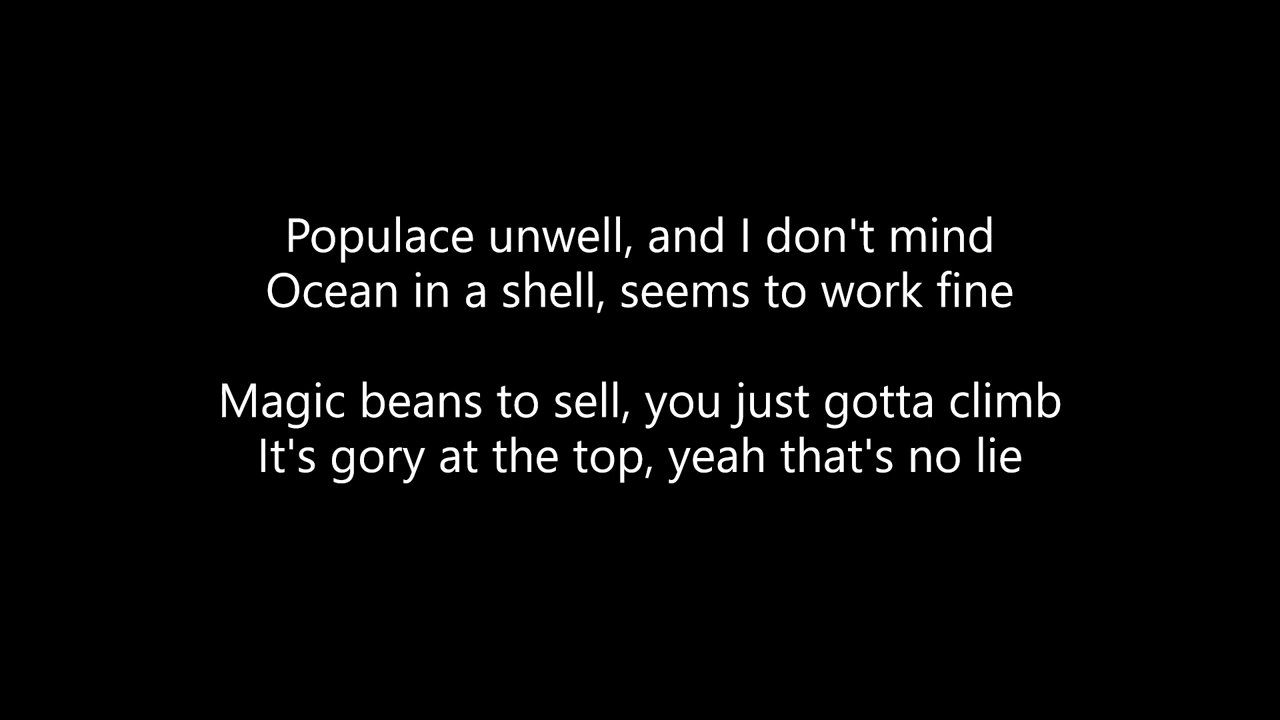 Populace unwell, and I don't mind
Ocean in a shell, seems to work fine
Magic beans to sell, you just gotta climb
It's gory at the top, yeah that's no lie